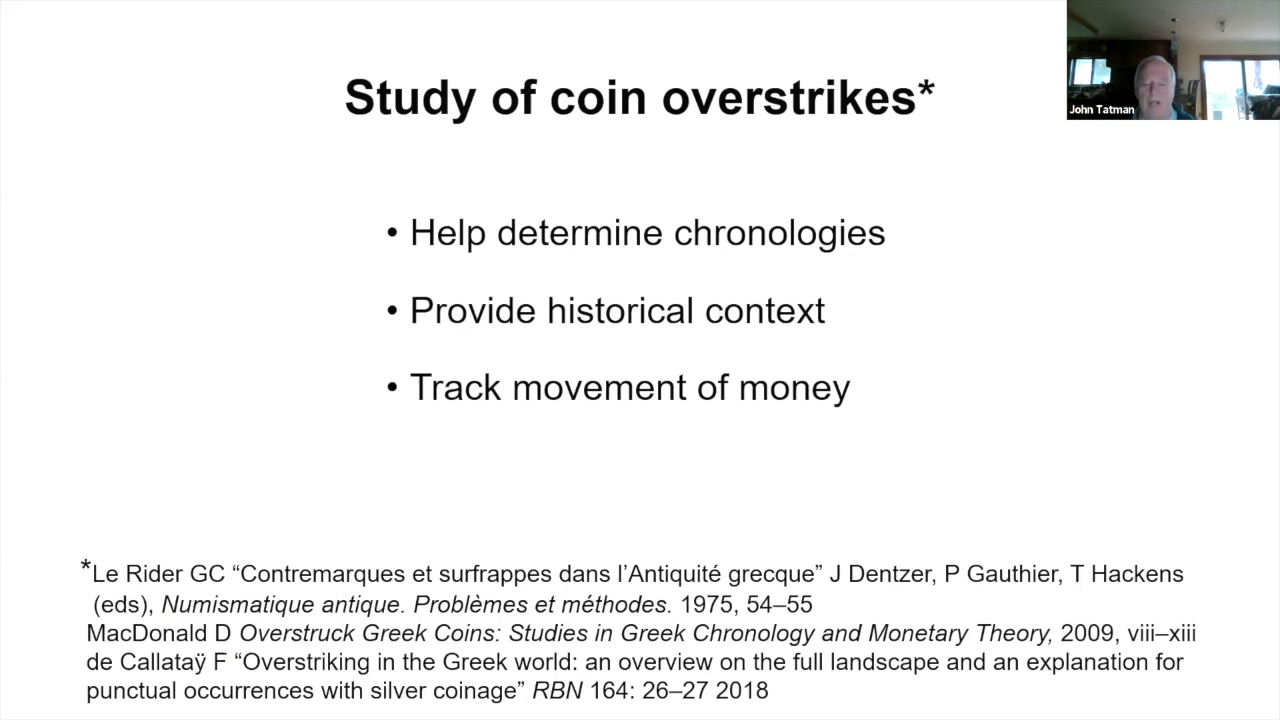 Study of coin overstrikes*
John Tatman
• Help determine chronologies
• Provide historical context
• Track movement of money
*Le Rider GC “Contremarques et surfrappes dans l’Antiquité grecque” J Dentzer, P Gauthier, T Hackens
(eds), Numismatique antique. Problèmes et méthodes. 1975, 54–55
MacDonald D Overstruck Greek Coins: Studies in Greek Chronology and Monetary Theory, 2009, viii–xiii
de Callataÿ F “Overstriking in the Greek world: an overview on the full landscape and an explanation for
punctual occurrences with silver coinage” RBN 164: 26–27 2018